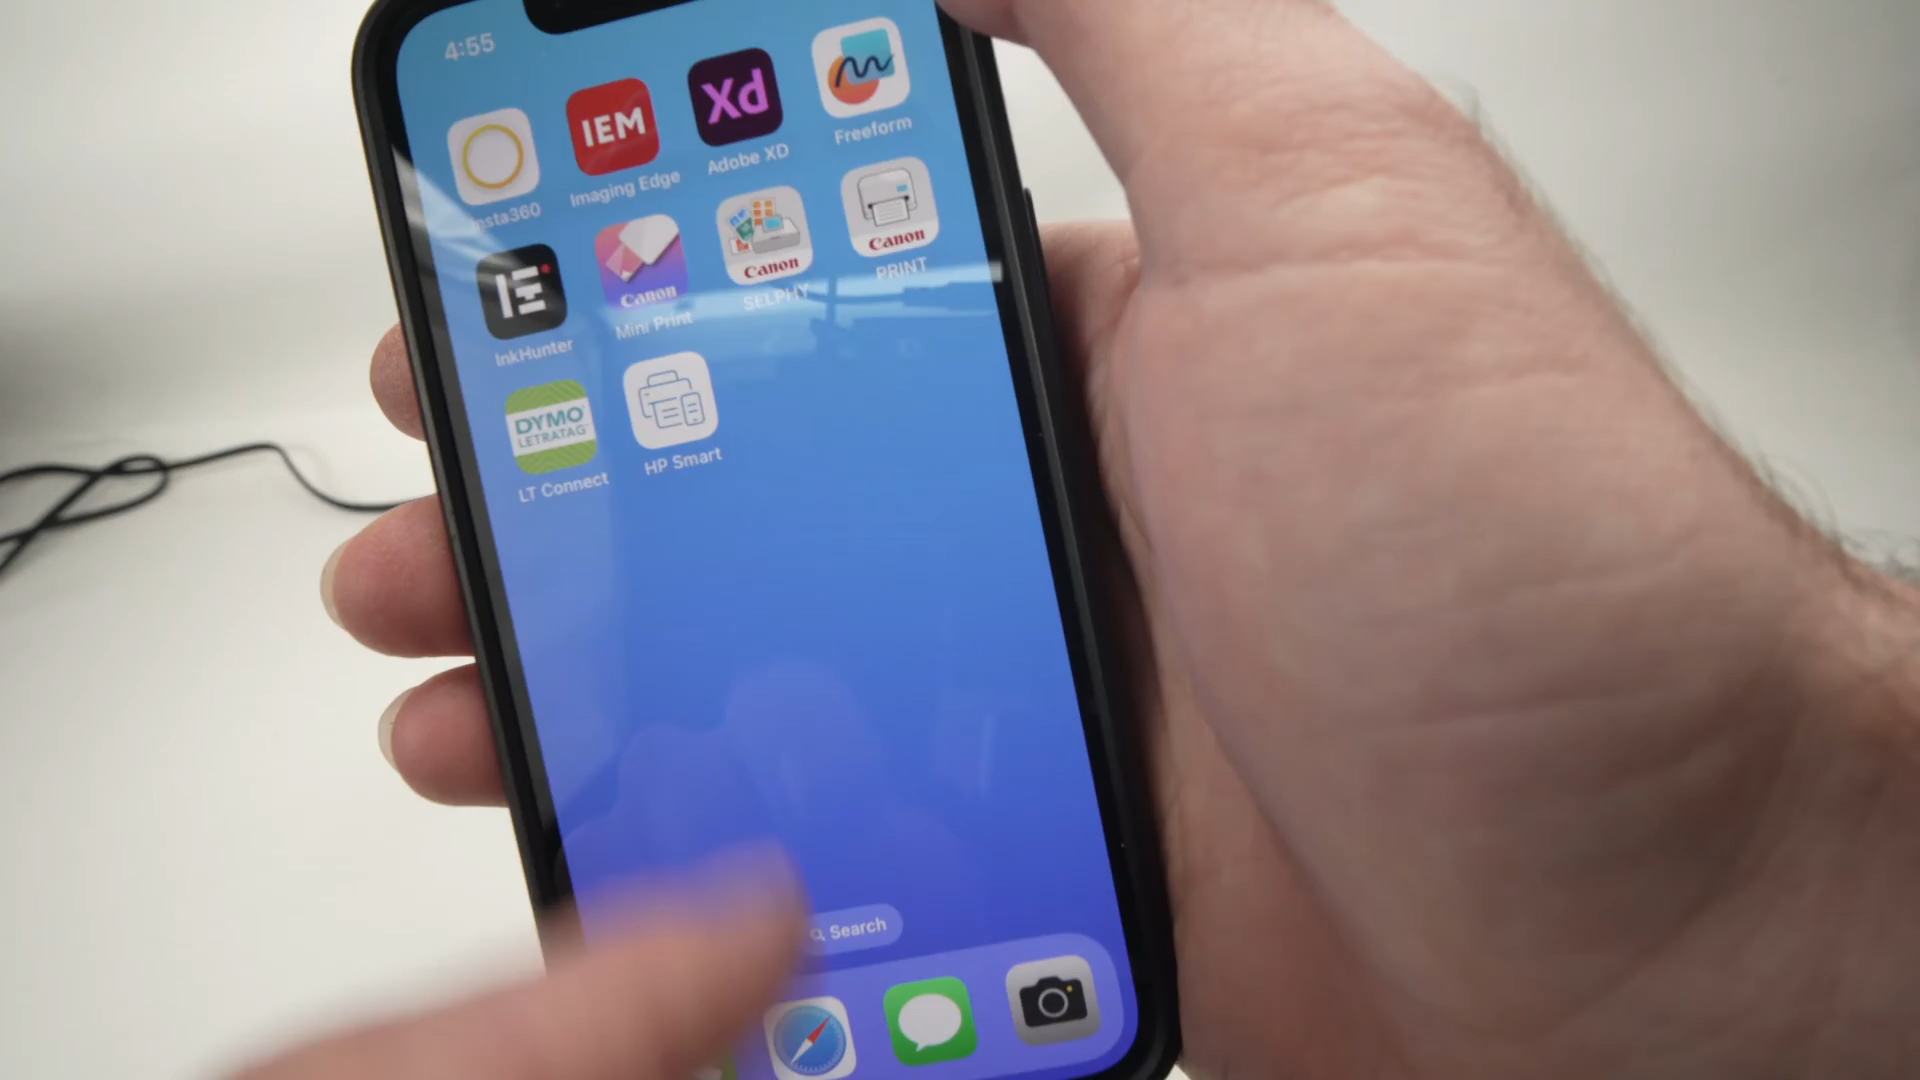 4:55
IEM
Xd
Insta360
Imaging Edge
Adobe XD
Freeform
Canon
Canon
Canon
InkHunter
Mini Print
SELPHY
PRINT
DYMO
LETRATAG
LT Connect
HP Smart
Search